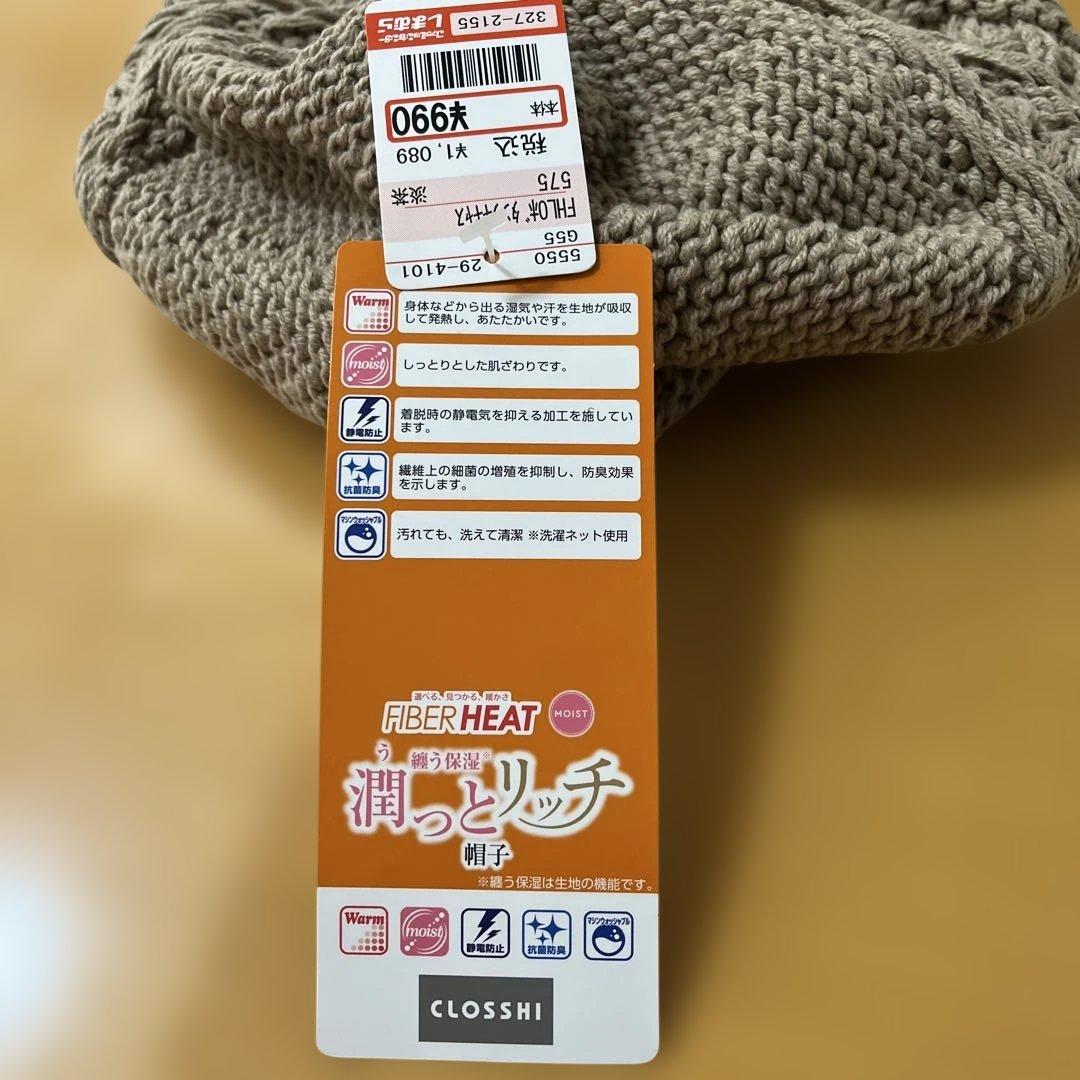 ファッションセンター
しまむら
327-2155
本体 ¥990
税込 ¥1,089
575 淡茶
G55
5550 29-4101
Warm
身体などから出る湿気や汗を生地が吸収
して発熱し、あたたかいです。
moist
しっとりとした肌ざわりです。
静電防止
着脱時の静電気を抑える加工を施してい
ます。
抗菌防臭
繊維上の細菌の増殖を抑制し、防臭効果
を示します。
マシンウォッシャブル
汚れても、洗えて清潔 ※洗濯ネット使用
選べる、見つかる、暖かさ
FIBER HEAT MOIST
纏う保湿※
う
潤っとリッチ
帽子
※纏う保湿は生地の機能です。
Warm moist 静電防止 抗菌防臭 マシンウォッシャブル
CLOSSHI